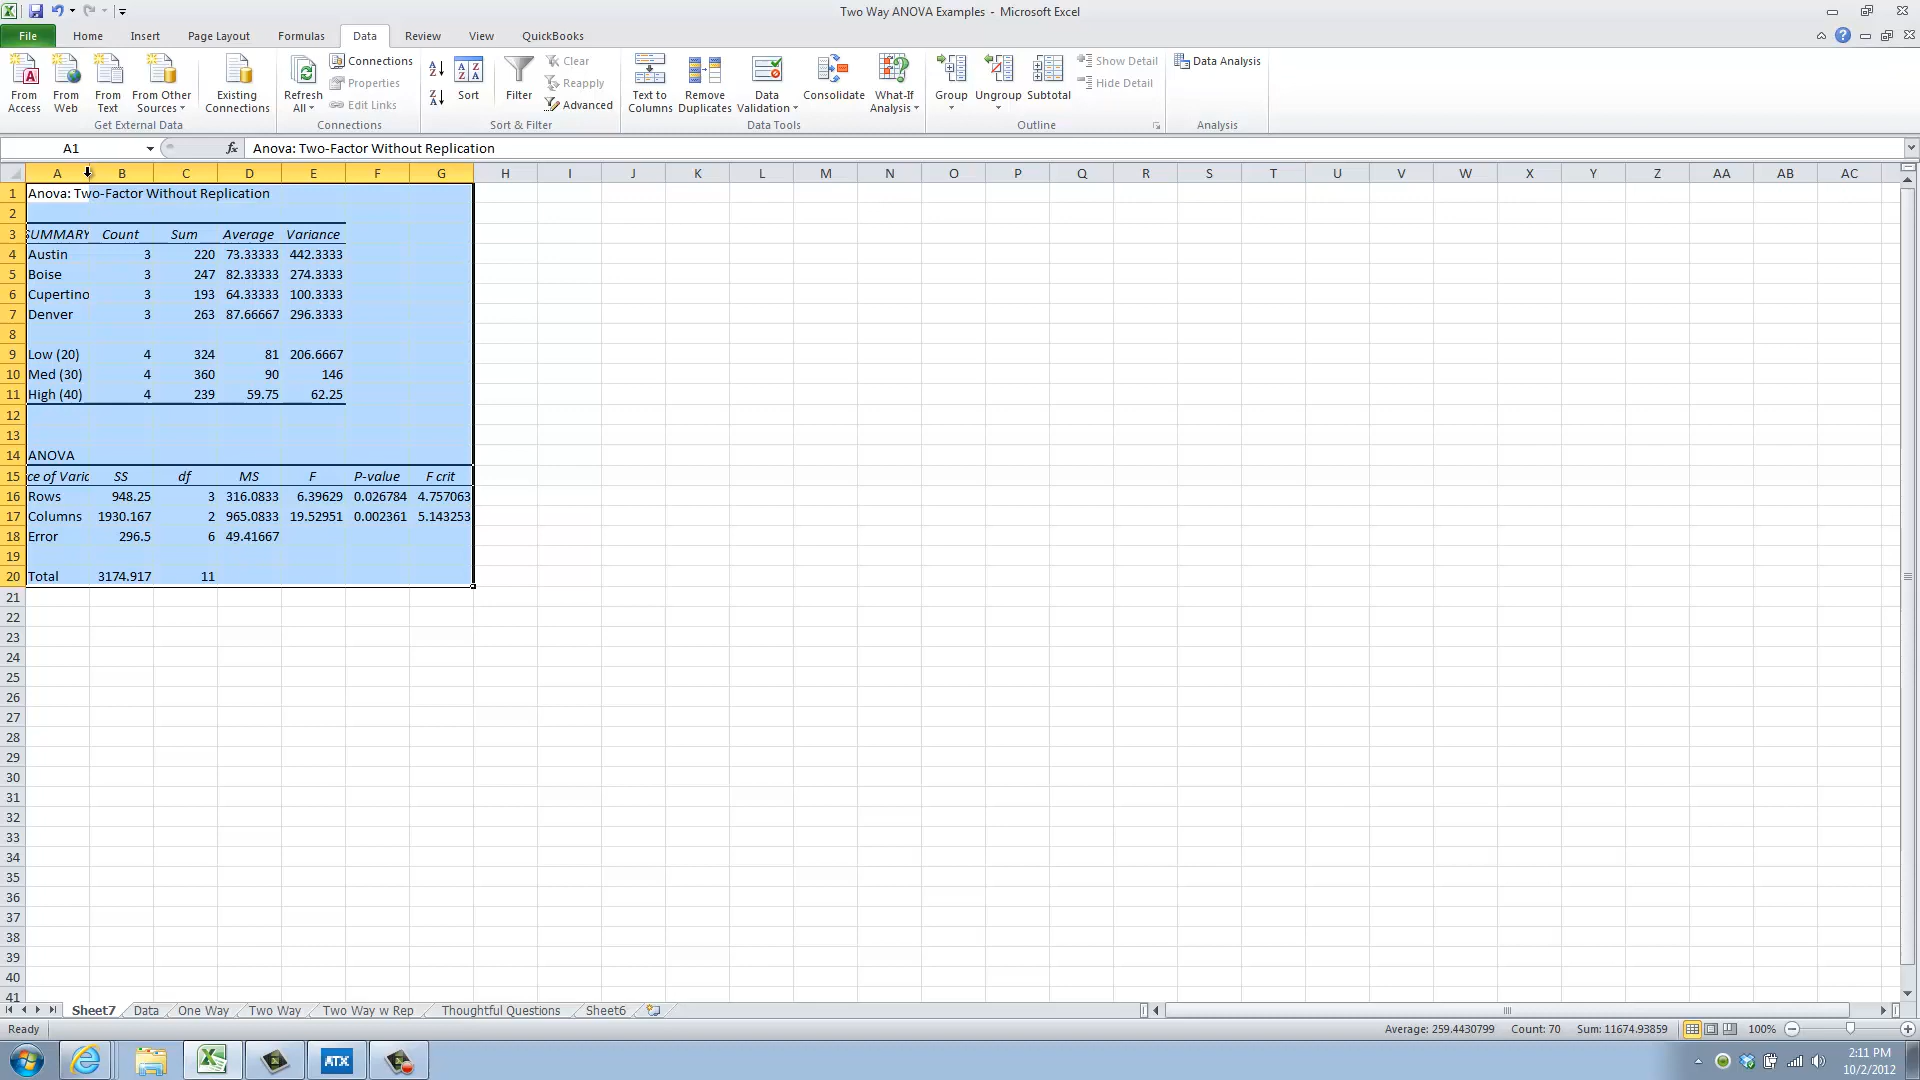 Two Way ANOVA Examples - Microsoft Excel
File Home Insert Page Layout Formulas Data Review View QuickBooks
From Access From Web From Text From Other Sources Existing Connections Refresh All Connections Properties Edit Links Sort Filter Clear Reapply Advanced Text to Columns Remove Duplicates Data Validation Consolidate What-If Analysis Group Ungroup Subtotal Show Detail Hide Detail Data Analysis
Get External Data Connections Sort & Filter Data Tools Outline Analysis
A1 fx Anova: Two-Factor Without Replication
A B C D E F G H I J K L M N O P Q R S T U V W X Y Z AA AB AC
1 Anova: Two-Factor Without Replication
2
3 SUMMARY Count Sum Average Variance
4 Austin 3 220 73.33333 442.3333
5 Boise 3 247 82.33333 274.3333
6 Cupertino 3 193 64.33333 100.3333
7 Denver 3 263 87.66667 296.3333
8
9 Low (20) 4 324 81 206.6667
10 Med (30) 4 360 90 146
11 High (40) 4 239 59.75 62.25
12
13
14 ANOVA
15 ce of Varia SS df MS F P-value F crit
16 Rows 948.25 3 316.0833 6.39629 0.026784 4.757063
17 Columns 1930.167 2 965.0833 19.52951 0.002361 5.143253
18 Error 296.5 6 49.41667
19
20 Total 3174.917 11
21
22
23
24
25
26
27
28
29
30
31
32
33
34
35
36
37
38
39
40
41
Sheet7 Data One Way Two Way Two Way w Rep Thoughtful Questions Sheet6
Ready Average: 259.4430799 Count: 70 Sum: 11674.93859 100%
ATX 2:11 PM
10/2/2012